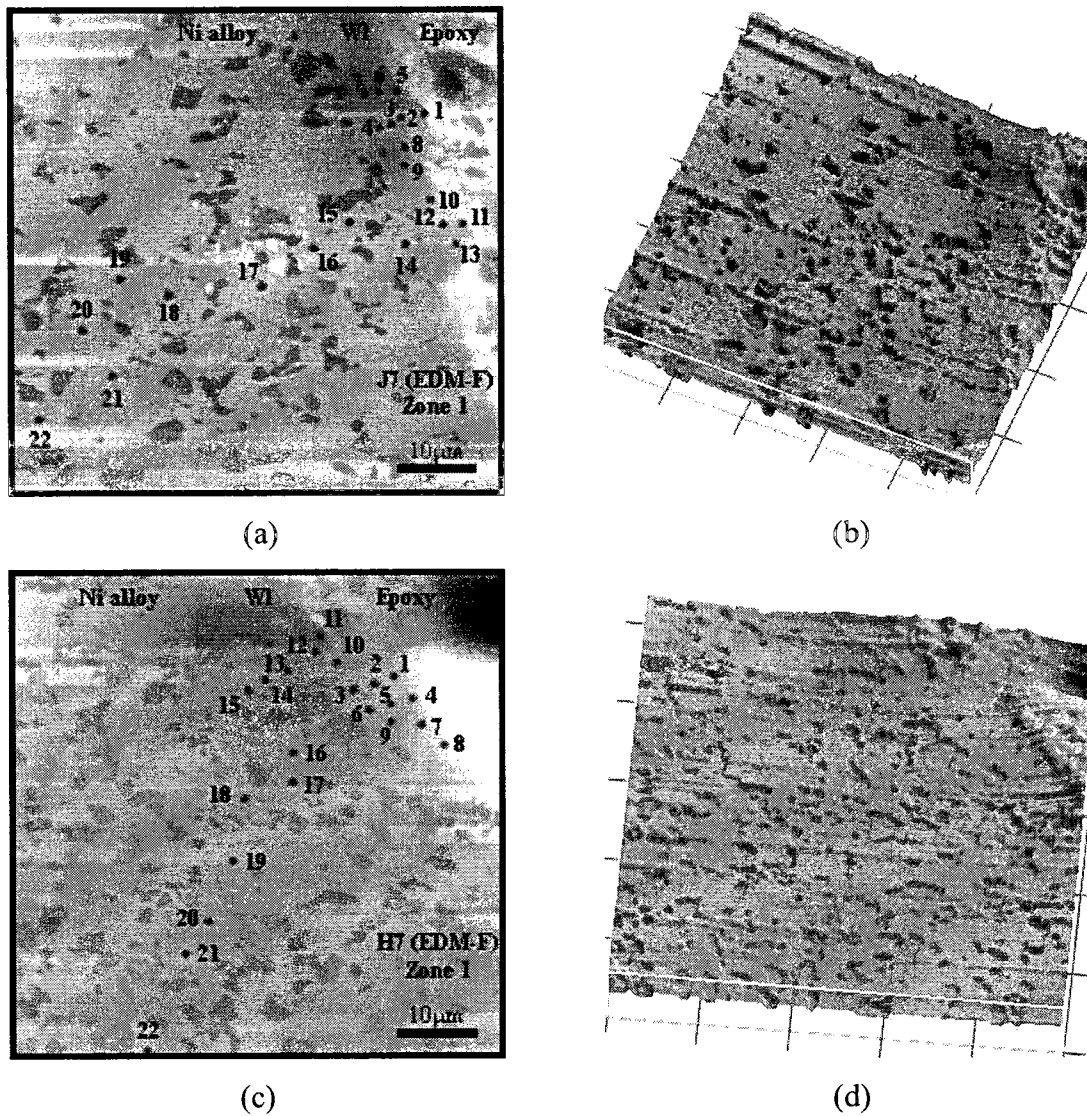 Ni alloy WI Epoxy
5
1
3 2
4
8
9
10
15 12 11
16 14 13
17
19
18
20
21
J7 (EDM-F)
Zone 1
22
10μm
(a)
(b)
Ni alloy WI Epoxy
11
12 10
13 2 1
14 3 5 4
15
6 9 7
8
16
17
18
19
20
21 H7 (EDM-F)
Zone 1
22
10μm
(c)
(d)